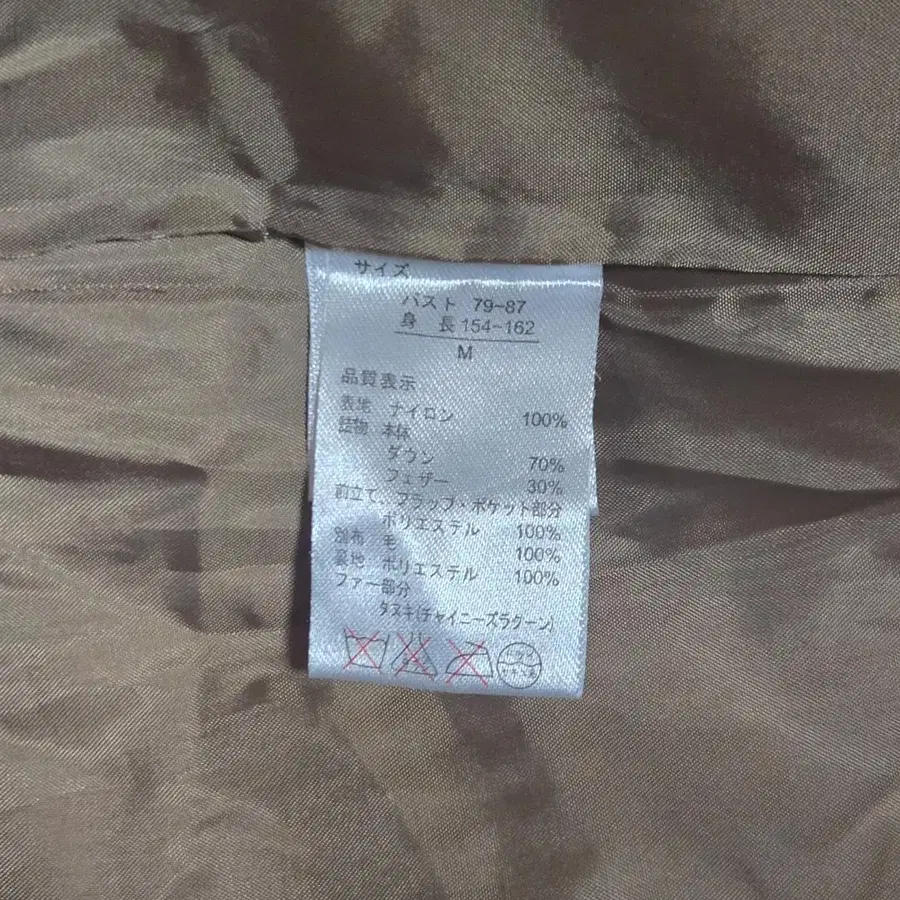 サイズ
バスト 79-87
身 長 154-162
M
品質表示
表地 ナイロン 100%
詰物 本体
ダウン 70%
フェザー 30%
前立て、フラップ・ポケット部分
ポリエステル 100%
別布 毛 100%
裏地 ポリエステル 100%
ファー部分
タヌキ(チャイニーズラクーン)